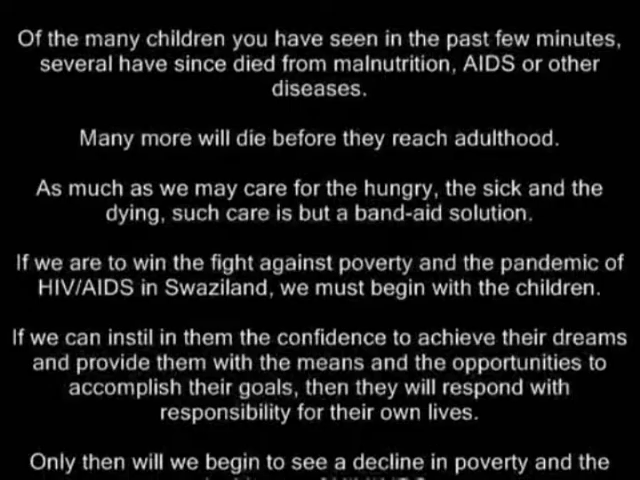 Of the many children you have seen in the past few minutes,
several have since died from malnutrition, AIDS or other
diseases.
Many more will die before they reach adulthood.
As much as we may care for the hungry, the sick and the
dying, such care is but a band-aid solution.
If we are to win the fight against poverty and the pandemic of
HIV/AIDS in Swaziland, we must begin with the children.
If we can instil in them the confidence to achieve their dreams
and provide them with the means and the opportunities to
accomplish their goals, then they will respond with
responsibility for their own lives.
Only then will we begin to see a decline in poverty and the